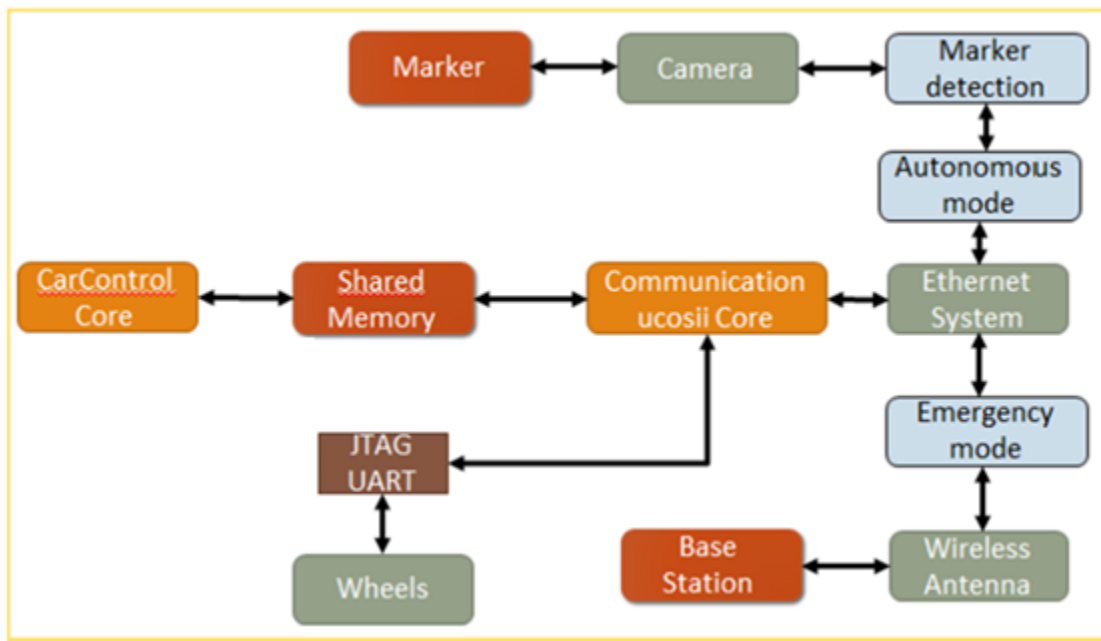 Marker
Camera
Marker
detection
Autonomous
mode
CarControl
Core
Shared
Memory
Communication
ucosii Core
Ethernet
System
Emergency
mode
JTAG
UART
Base
Station
Wireless
Antenna
Wheels